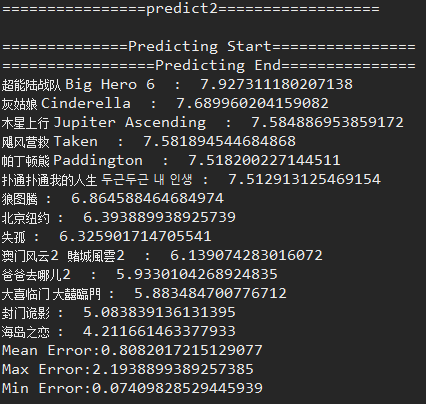 ================predict2==================
==============Predicting Start================
=================Predicting End===============
超能陆战队 Big Hero 6  :  7.927311180207138
灰姑娘 Cinderella  :  7.689960204159082
木星上行 Jupiter Ascending  :  7.584886953859172
飓风营救 Taken  :  7.581894544684868
帕丁顿熊 Paddington  :  7.518200227144511
扑通扑通我的人生 두근두근 내 인생 :  7.512913125469154
狼图腾 :  6.864588464684974
北京纽约 :  6.393889938925739
失孤 :  6.325901714705541
澳门风云2  賭城風雲2  :  6.139074283016072
爸爸去哪儿2  :  5.9330104268924835
大喜临门 大囍臨門 :  5.883484700776712
封门诡影 :  5.083839136131395
海岛之恋 :  4.211661463377933
Mean Error:0.8082017215129077
Max Error:2.1938899389257385
Min Error:0.07409828529445939